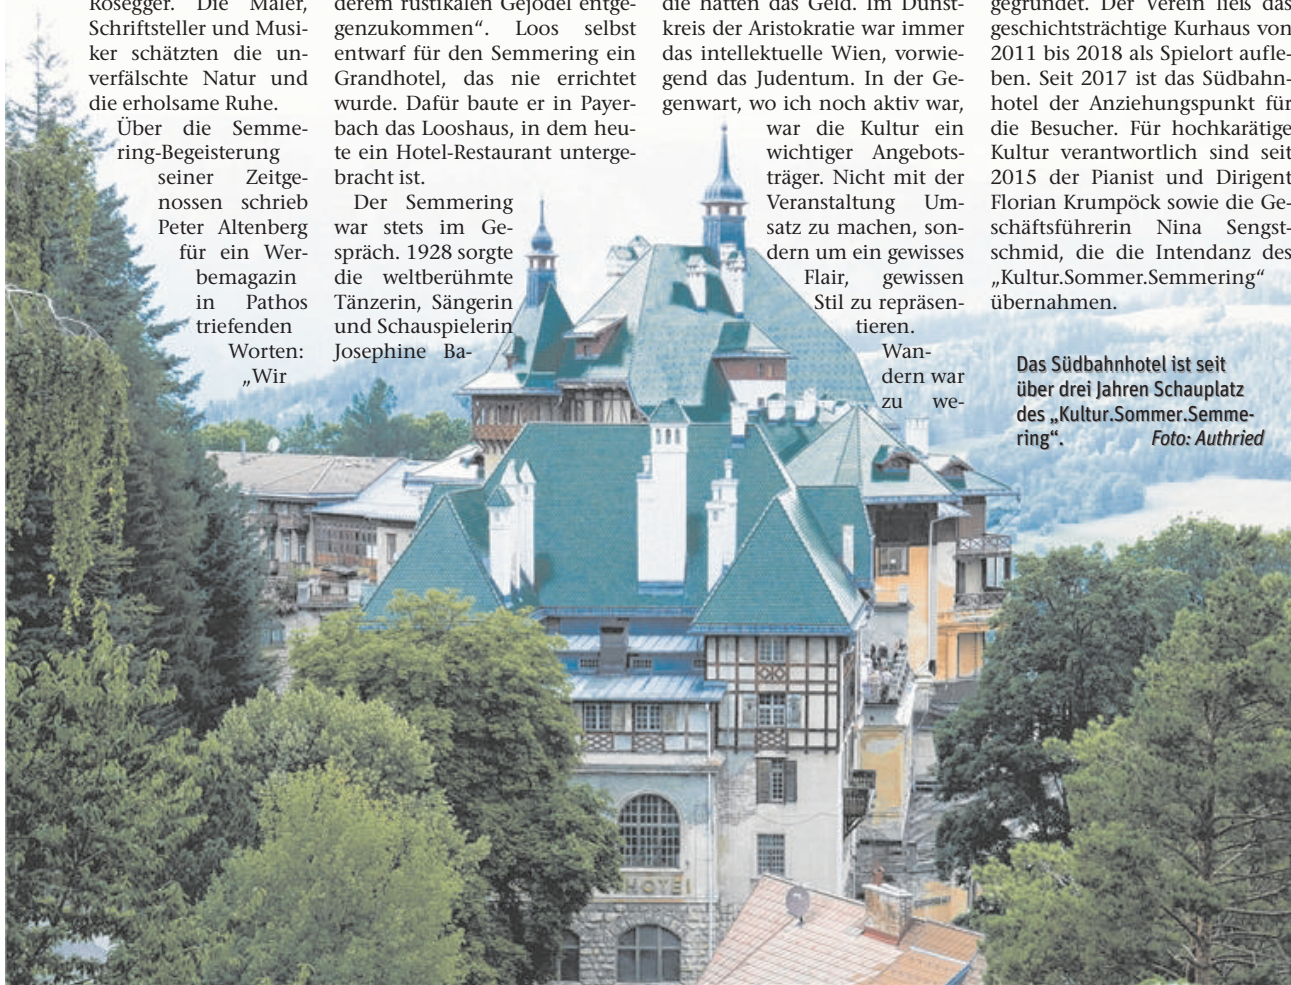 Rosegger. Die Maler,
Schriftsteller und Musi-
ker schätzten die un-
verfälschte Natur und
die erholsame Ruhe.
Über die Semme-
ring-Begeisterung
seiner Zeitge-
nossen schrieb
Peter Altenberg
für ein Wer-
bemagazin
in Pathos
triefenden
Worten:
„Wir
derem rustikalen Gejodel entge-
genzukommen“. Loos selbst
entwarf für den Semmering ein
Grandhotel, das nie errichtet
wurde. Dafür baute er in Payer-
bach das Looshaus, in dem heu-
te ein Hotel-Restaurant unterge-
bracht ist.
Der Semmering
war stets im Ge-
spräch. 1928 sorgte
die weltberühmte
Tänzerin, Sängerin
und Schauspielerin
Josephine Ba-
die hatten das Geld. Im Dunst-
kreis der Aristokratie war immer
das intellektuelle Wien, vorwie-
gend das Judentum. In der Ge-
genwart, wo ich noch aktiv war,
war die Kultur ein
wichtiger Angebots-
träger. Nicht mit der
Veranstaltung Um-
satz zu machen, son-
dern um ein gewisses
Flair, gewissen
Stil zu repräsen-
tieren.
Wan-
dern war
zu we-
gegründet. Der Verein ließ das
geschichtsträchtige Kurhaus von
2011 bis 2018 als Spielort aufle-
ben. Seit 2017 ist das Südbahn-
hotel der Anziehungspunkt für
die Besucher. Für hochkarätige
Kultur verantwortlich sind seit
2015 der Pianist und Dirigent
Florian Krumpöck sowie die Ge-
schäftsführerin Nina Sengst-
schmid, die die Intendanz des
„Kultur.Sommer.Semmering“
übernahmen.
Das Südbahnhotel ist seit
über drei Jahren Schauplatz
des „Kultur.Sommer.Semme-
ring“. Foto: Authried
HOTEL